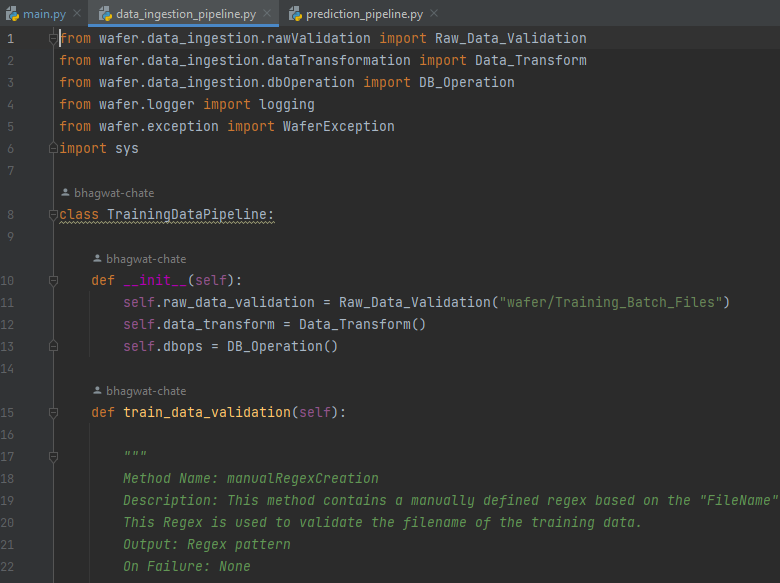 main.py
data_ingestion_pipeline.py
prediction_pipeline.py
1 from wafer.data_ingestion.rawValidation import Raw_Data_Validation
2 from wafer.data_ingestion.dataTransformation import Data_Transform
3 from wafer.data_ingestion.dbOperation import DB_Operation
4 from wafer.logger import logging
5 from wafer.exception import WaferException
6 import sys
7
bhagwat-chate
8 class TrainingDataPipeline:
9
bhagwat-chate
10 def __init__(self):
11 self.raw_data_validation = Raw_Data_Validation("wafer/Training_Batch_Files")
12 self.data_transform = Data_Transform()
13 self.dbops = DB_Operation()
14
bhagwat-chate
15 def train_data_validation(self):
16
17 """
18 Method Name: manualRegexCreation
19 Description: This method contains a manually defined regex based on the "FileName"
20 This Regex is used to validate the filename of the training data.
21 Output: Regex pattern
22 On Failure: None